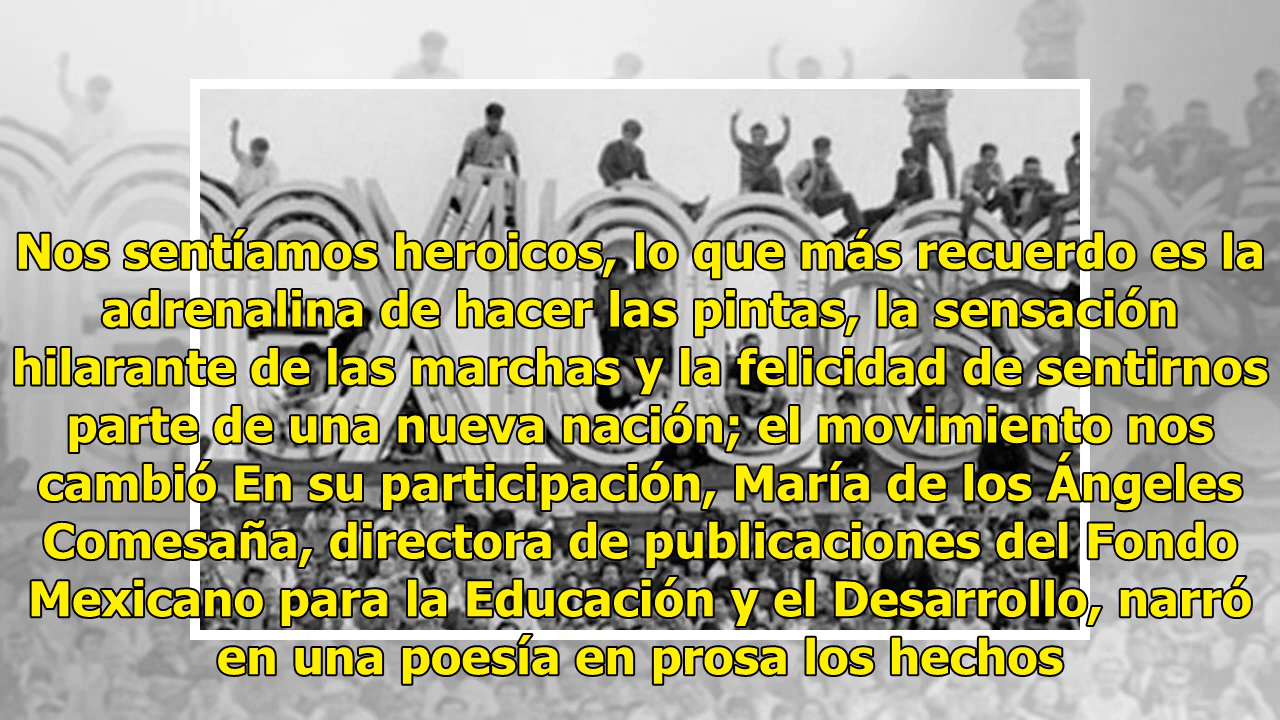 Nos sentíamos heroicos, lo que más recuerdo es la
adrenalina de hacer las pintas, la sensación
hilarante de las marchas y la felicidad de sentirnos
parte de una nueva nación; el movimiento nos
cambió En su participación, María de los Ángeles
Comesaña, directora de publicaciones del Fondo
Mexicano para la Educación y el Desarrollo, narró
en una poesía en prosa los hechos